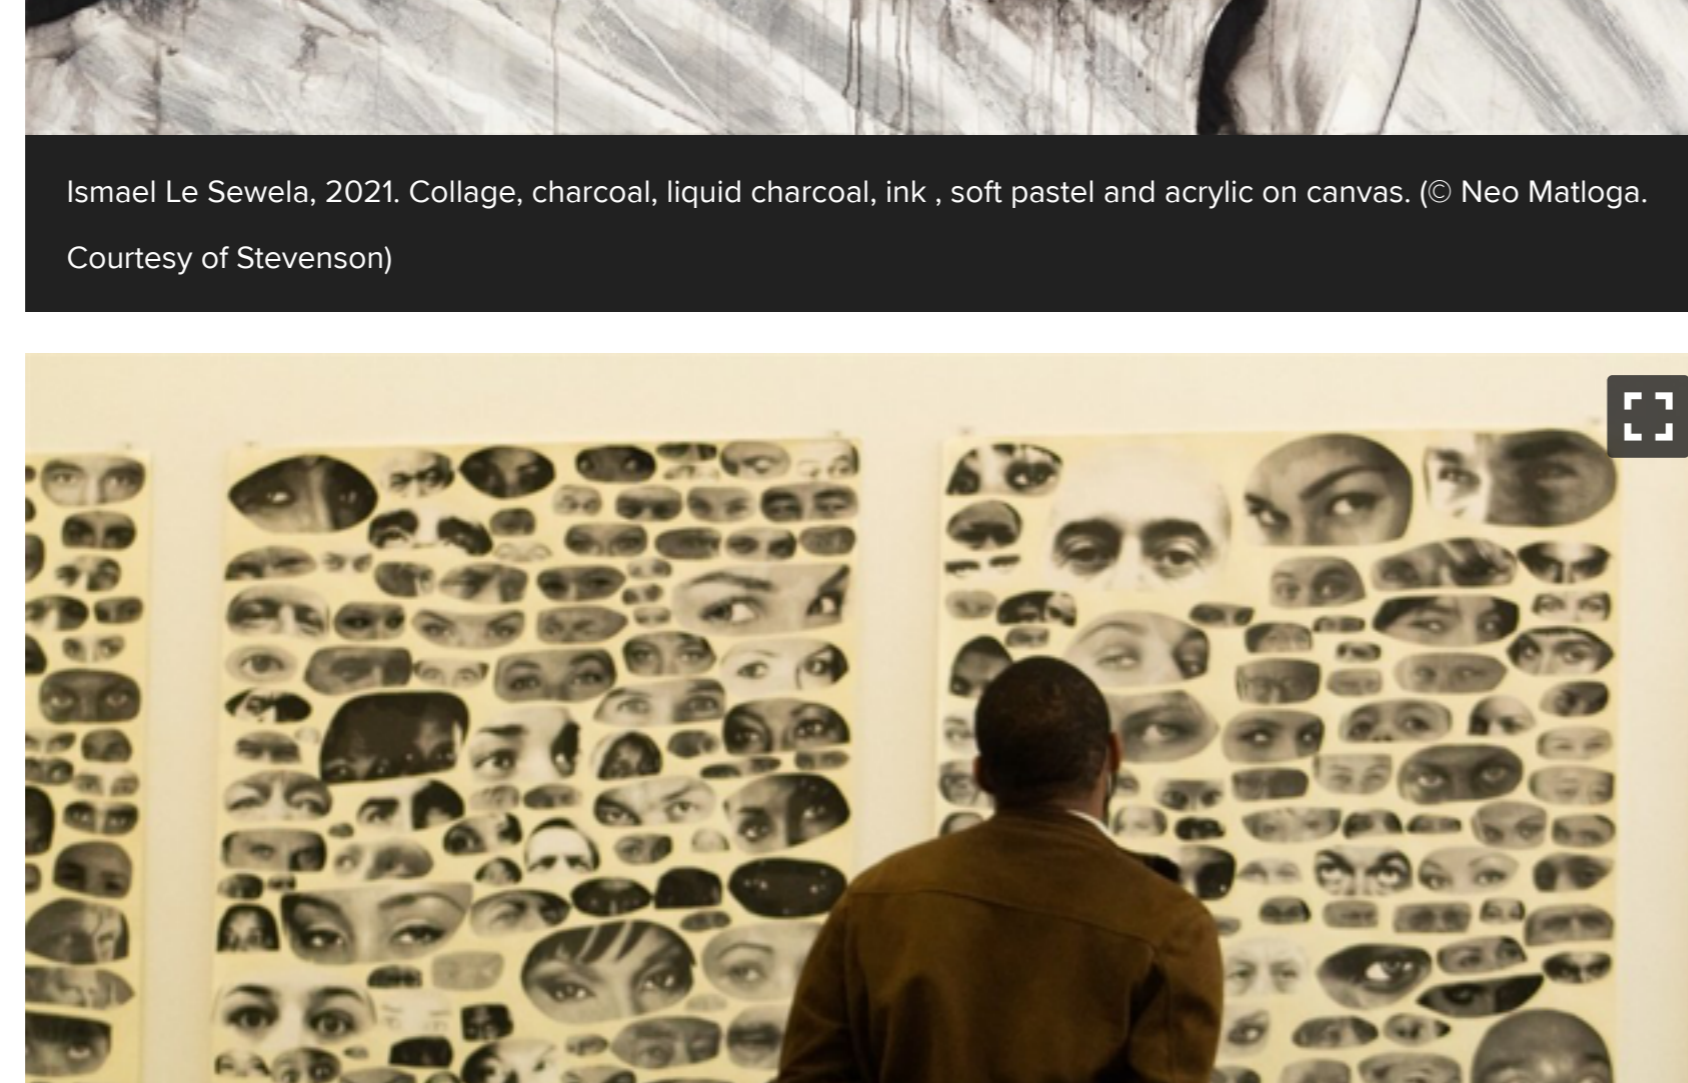 Ismael Le Sewela, 2021. Collage, charcoal, liquid charcoal, ink , soft pastel and acrylic on canvas. (© Neo Matloga.
Courtesy of Stevenson)